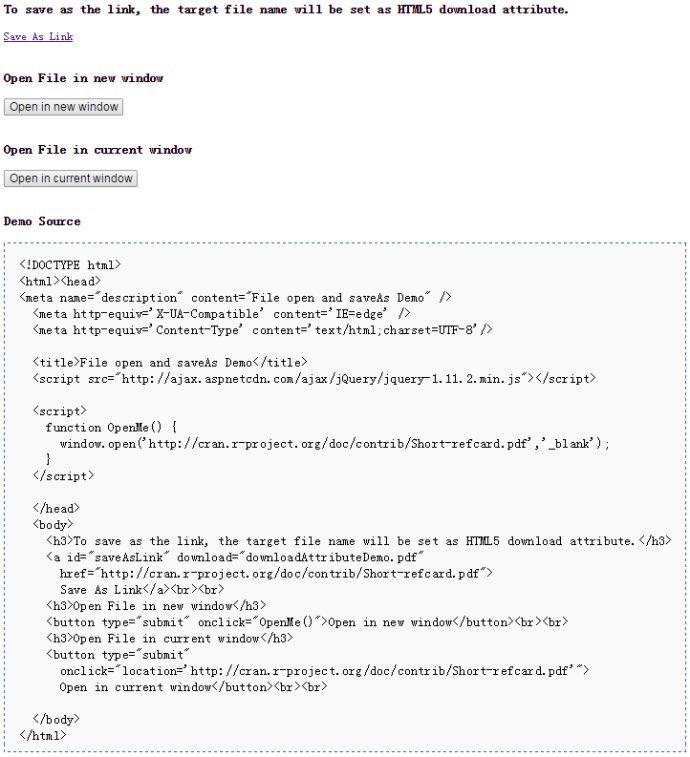 To save as the link, the target file name will be set as HTML5 download attribute.
Save As Link
Open File in new window
Open in new window
Open File in current window
Open in current window
Demo Source
<!DOCTYPE html>
<html><head>
<meta name="description" content="File open and saveAs Demo" />
<meta http-equiv='X-UA-Compatible' content='IE=edge' />
<meta http-equiv='Content-Type' content='text/html;charset=UTF-8'/>
<title>File open and saveAs Demo</title>
<script src="http://ajax.aspnetcdn.com/ajax/jQuery/jquery-1.11.2.min.js"></script>
<script>
function OpenMe() {
window.open('http://cran.r-project.org/doc/contrib/Short-refcard.pdf','_blank');
}
</script>
</head>
<body>
<h3>To save as the link, the target file name will be set as HTML5 download attribute.</h3>
<a id="saveAsLink" download="downloadAttributeDemo.pdf"
href="http://cran.r-project.org/doc/contrib/Short-refcard.pdf">
Save As Link</a><br><br>
<h3>Open File in new window</h3>
<button type="submit" onclick="OpenMe()">Open in new window</button><br><br>
<h3>Open File in current window</h3>
<button type="submit"
onclick="location='http://cran.r-project.org/doc/contrib/Short-refcard.pdf'">
Open in current window</button><br><br>
</body>
</html>